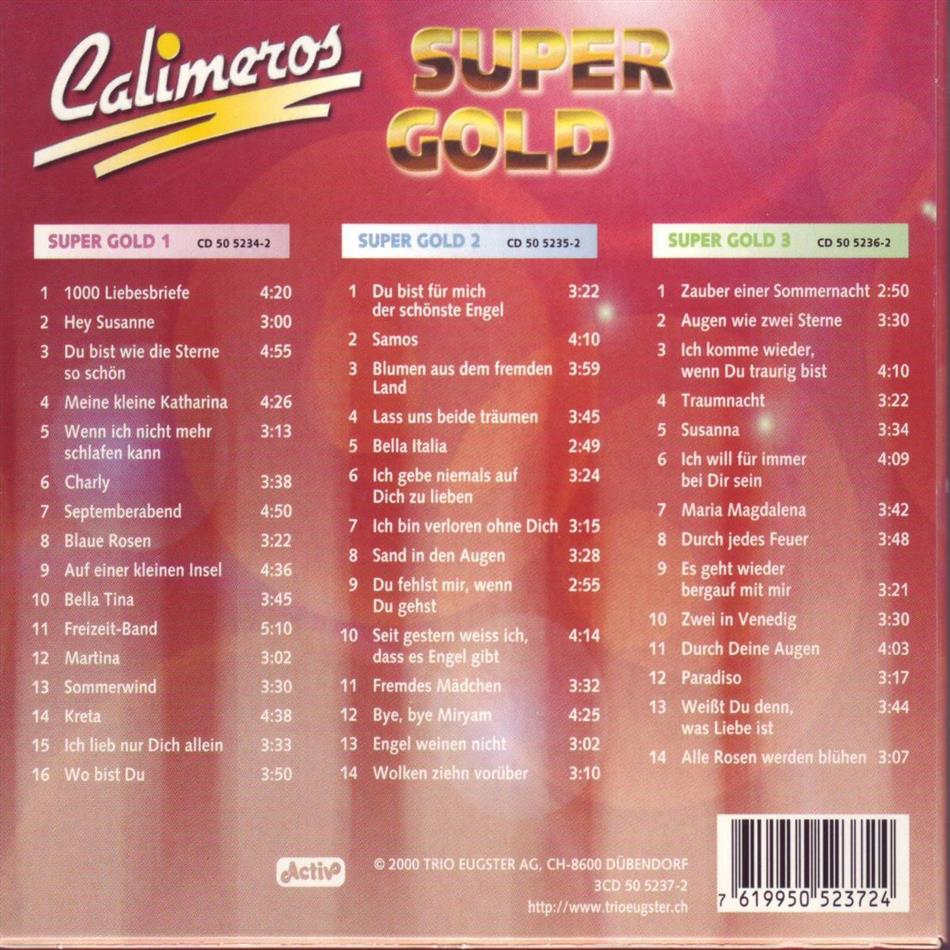 Calimeros
SUPER
GOLD
SUPER GOLD 1 CD 50 5234-2
1 1000 Liebesbriefe 4:20
2 Hey Susanne 3:00
3 Du bist wie die Sterne 4:55
so schön
4 Meine kleine Katharina 4:26
5 Wenn ich nicht mehr 3:13
schlafen kann
6 Charly 3:38
7 Septemberabend 4:50
8 Blaue Rosen 3:22
9 Auf einer kleinen Insel 4:36
10 Bella Tina 3:45
11 Freizeit-Band 5:10
12 Martina 3:02
13 Sommerwind 3:30
14 Kreta 4:38
15 Ich lieb nur Dich allein 3:33
16 Wo bist Du 3:50
SUPER GOLD 2 CD 50 5235-2
1 Du bist für mich 3:22
der schönste Engel
2 Samos 4:10
3 Blumen aus dem fremden 3:59
Land
4 Lass uns beide träumen 3:45
5 Bella Italia 2:49
6 Ich gebe niemals auf 3:24
Dich zu lieben
7 Ich bin verloren ohne Dich 3:15
8 Sand in den Augen 3:28
9 Du fehlst mir, wenn 2:55
Du gehst
10 Seit gestern weiss ich, 4:14
dass es Engel gibt
11 Fremdes Mädchen 3:32
12 Bye, bye Miryam 4:25
13 Engel weinen nicht 3:02
14 Wolken ziehn vorüber 3:10
SUPER GOLD 3 CD 50 5236-2
1 Zauber einer Sommernacht 2:50
2 Augen wie zwei Sterne 3:30
3 Ich komme wieder,
wenn Du traurig bist 4:10
4 Traumnacht 3:22
5 Susanna 3:34
6 Ich will für immer 4:09
bei Dir sein
7 Maria Magdalena 3:42
8 Durch jedes Feuer 3:48
9 Es geht wieder
bergauf mit mir 3:21
10 Zwei in Venedig 3:30
11 Durch Deine Augen 4:03
12 Paradiso 3:17
13 Weißt Du denn, 3:44
was Liebe ist
14 Alle Rosen werden blühen 3:07
Activ
© 2000 TRIO EUGSTER AG, CH-8600 DÜBENDORF
3CD 50 5237-2
http://www.trioeugster.ch
7 619950 523724